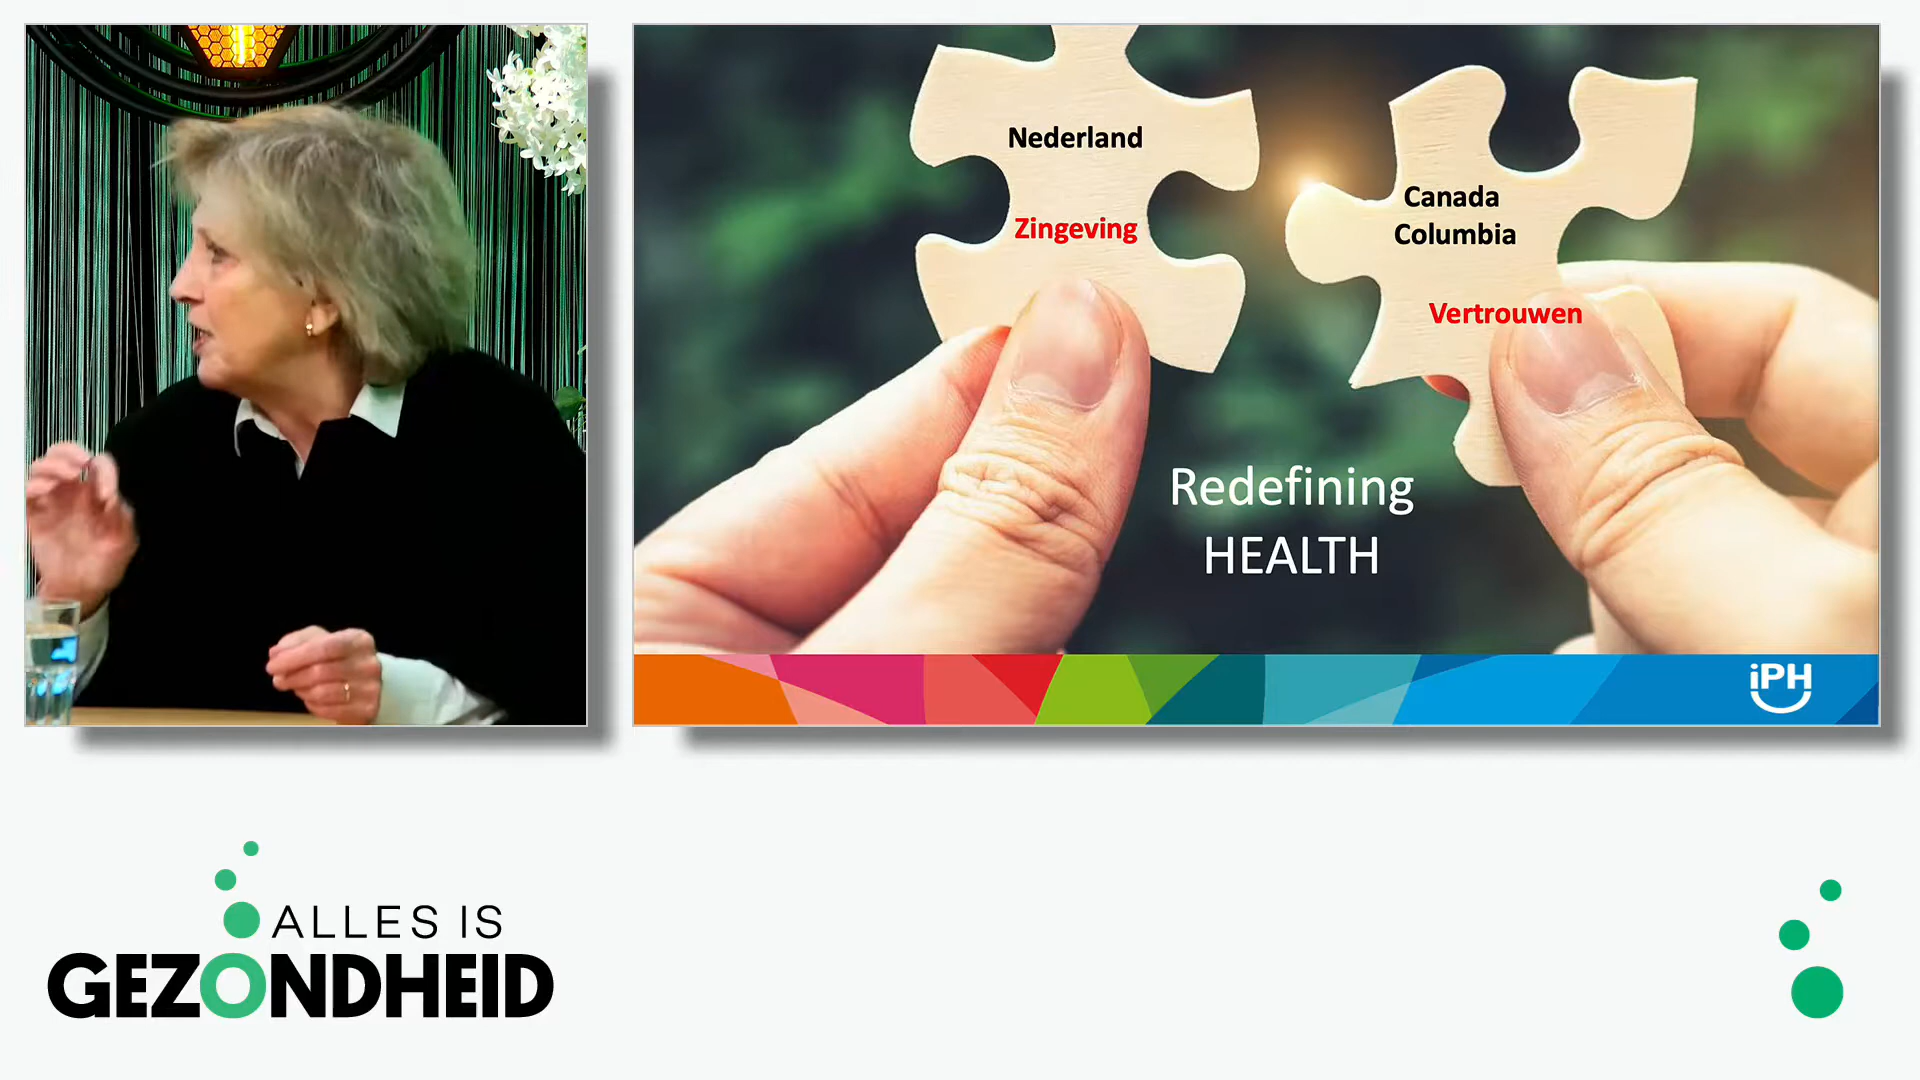 Nederland
Zingeving
Canada
Columbia
Vertrouwen
Redefining
HEALTH
iPH
ALLES IS
GEZONDHEID